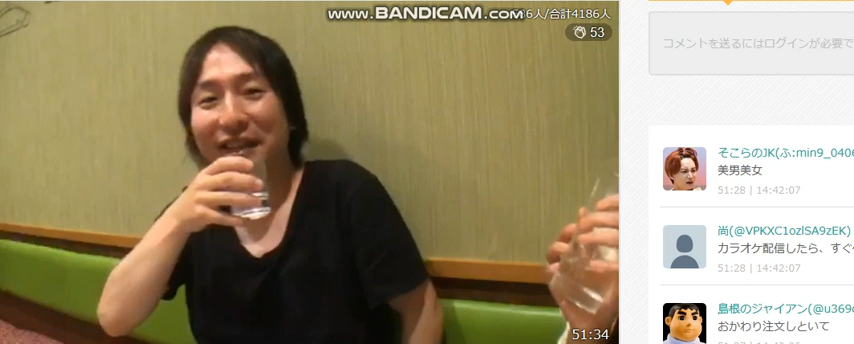 www.BANDICAM.com
36人/合計4186人
53
51:34
コメントを送るにはログインが必要で
そこらのJK(ふ:min9_0406
美男美女
51:28 | 14:42:07
尚(@VPKXC1ozlSA9zEK)
カラオケ配信したら、すぐ
51:28 | 14:42:07
島根のジャイアン(@u369
おかわり注文しといて